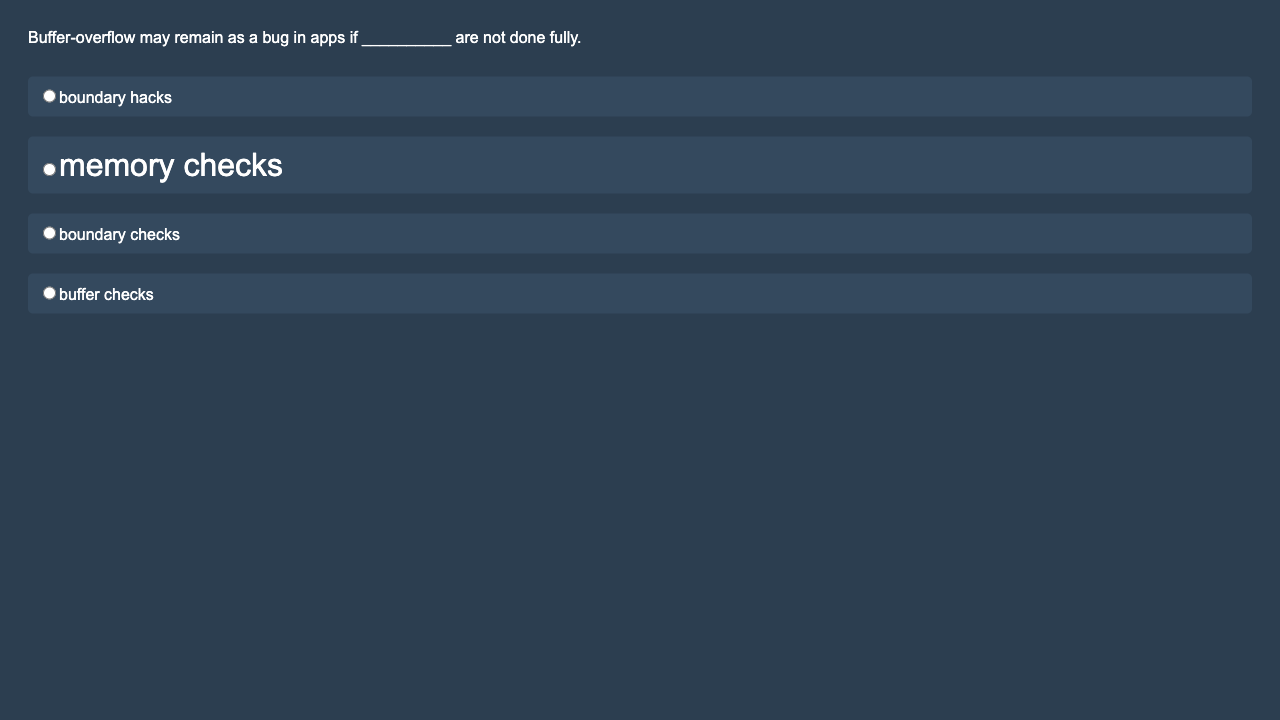 Buffer-overflow may remain as a bug in apps if __________ are not done fully.
boundary hacks
memory checks
boundary checks
buffer checks